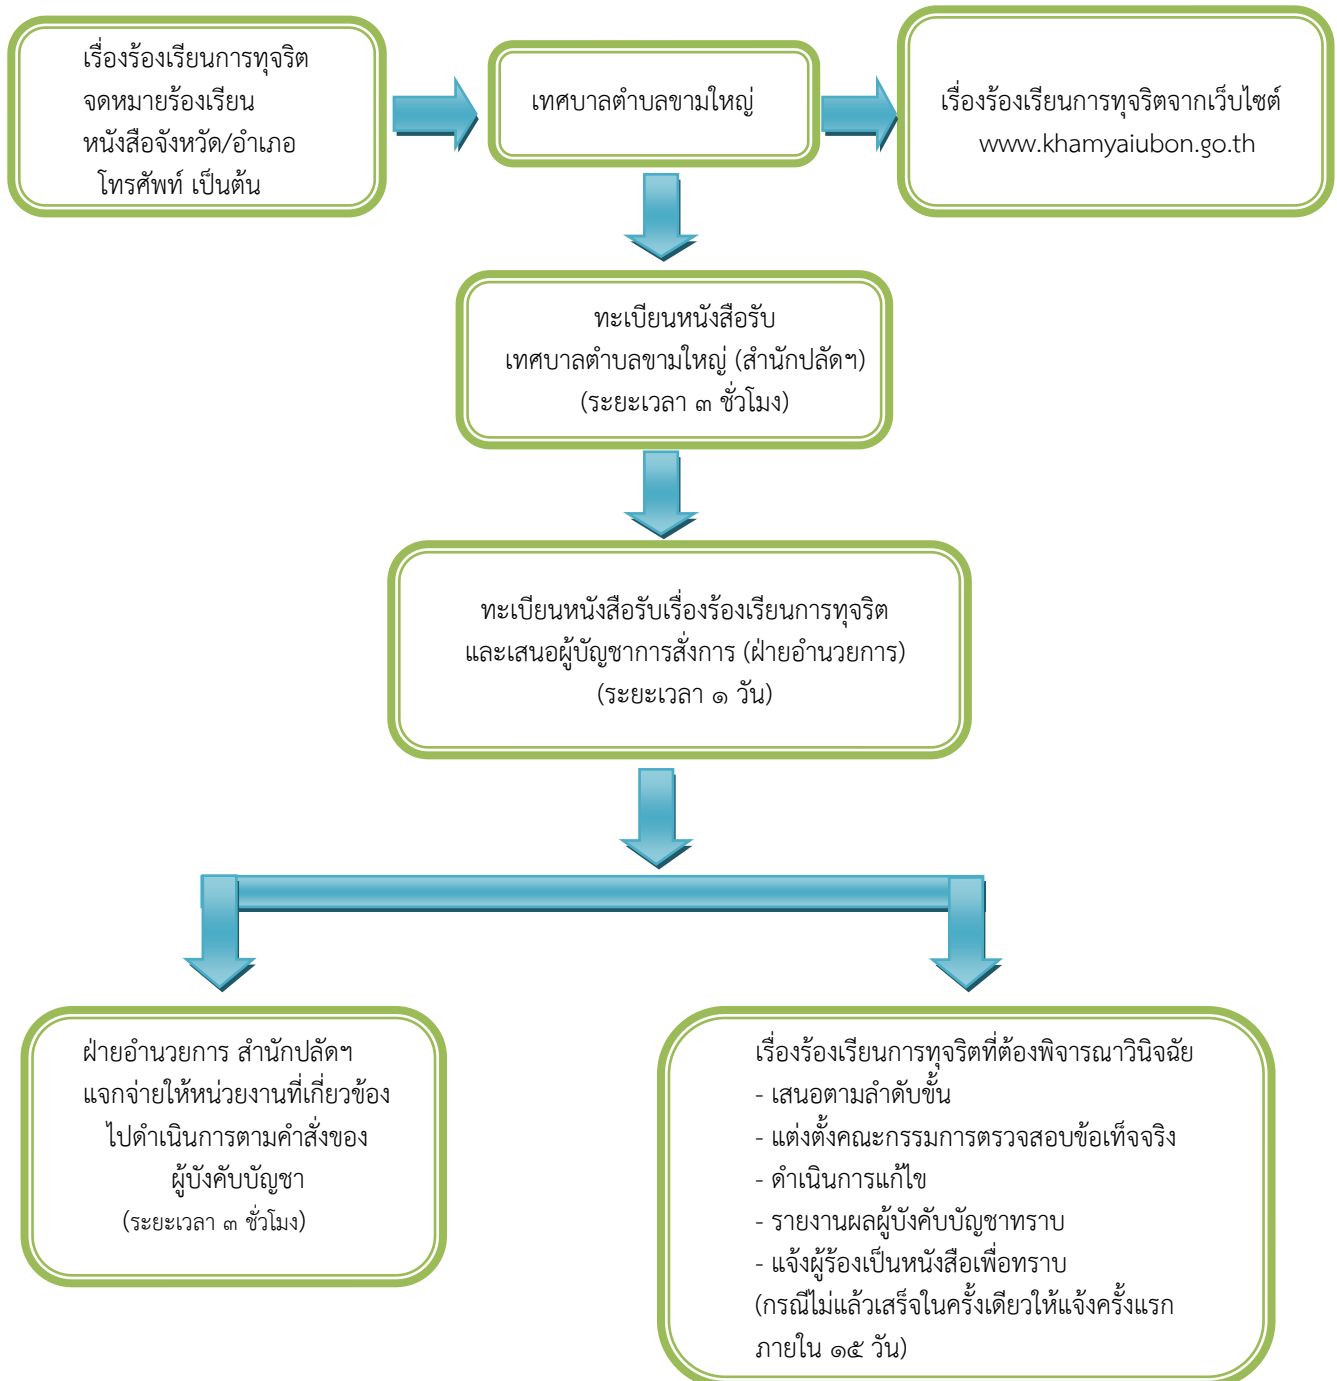 เรื่องร้องเรียนการทุจริต
จดหมายร้องเรียน
หนังสือจังหวัด/อำเภอ
โทรศัพท์ เป็นต้น
เทศบาลตำบลขามใหญ่
เรื่องร้องเรียนการทุจริตจากเว็บไซต์
www.khamyaiubon.go.th
ทะเบียนหนังสือรับ
เทศบาลตำบลขามใหญ่ (สำนักปลัดฯ)
(ระยะเวลา ๓ ชั่วโมง)
ทะเบียนหนังสือรับเรื่องร้องเรียนการทุจริต
และเสนอผู้บัญชาการสั่งการ (ฝ่ายอำนวยการ)
(ระยะเวลา ๑ วัน)
ฝ่ายอำนวยการ สำนักปลัดฯ
แจกจ่ายให้หน่วยงานที่เกี่ยวข้อง
ไปดำเนินการตามคำสั่งของ
ผู้บังคับบัญชา
(ระยะเวลา ๓ ชั่วโมง)
เรื่องร้องเรียนการทุจริตที่ต้องพิจารณาวินิจฉัย
- เสนอตามลำดับขั้น
- แต่งตั้งคณะกรรมการตรวจสอบข้อเท็จจริง
- ดำเนินการแก้ไข
- รายงานผลผู้บังคับบัญชาทราบ
- แจ้งผู้ร้องเป็นหนังสือเพื่อทราบ
(กรณีไม่แล้วเสร็จในครั้งเดียวให้แจ้งครั้งแรก
ภายใน ๑๕ วัน)